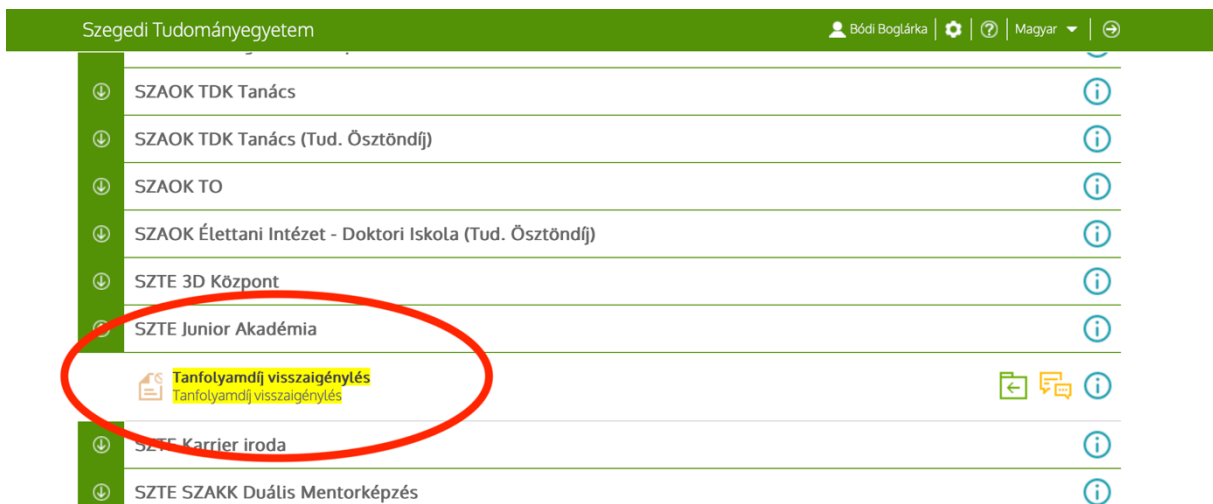 Szegedi Tudományegyetem
Bódi Boglárka
Magyar
SZAOK TDK Tanács
SZAOK TDK Tanács (Tud. Ösztöndíj)
SZAOK TO
SZAOK Élettani Intézet - Doktori Iskola (Tud. Ösztöndíj)
SZTE 3D Központ
SZTE Junior Akadémia
Tanfolyamdíj visszaigénylés
Tanfolyamdíj visszaigénylés
SZTE Karrier iroda
SZTE SZAKK Duális Mentorképzés